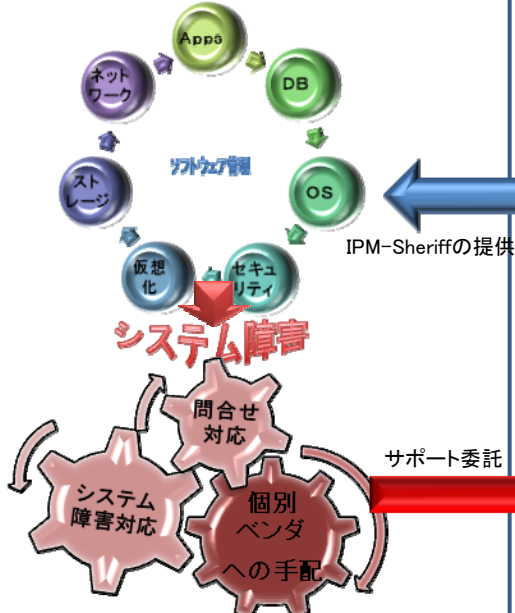 Apps
ネット
ワーク
DB
ソフトウェア管理
スト
レージ
OS
IPM-Sheriffの提供
仮想
化
セキュ
リティ
システム障害
問合せ
対応
サポート委託
システム
障害対応
個別
ベンダ
への手配